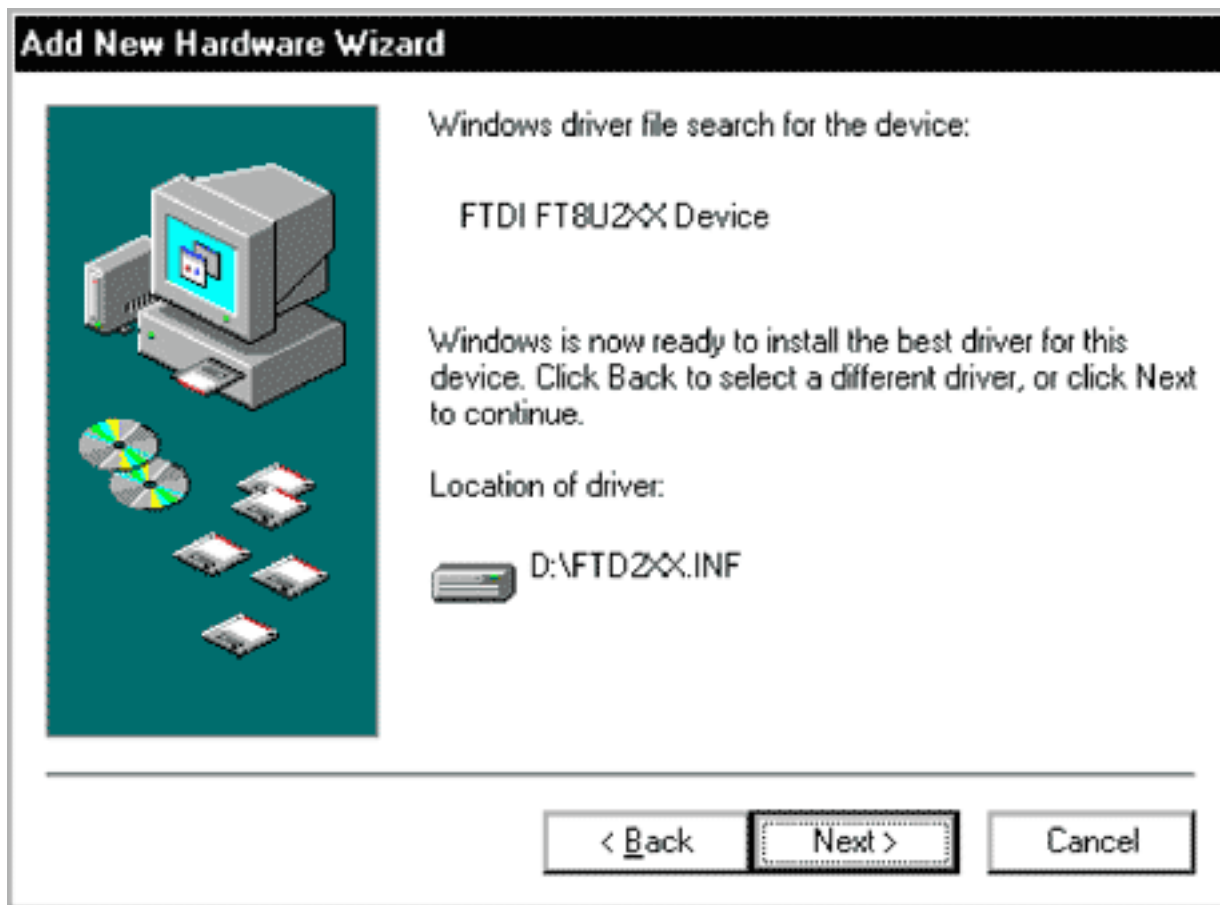 Add New Hardware Wizard
Windows driver file search for the device:
FTDI FT8U2XX Device
Windows is now ready to install the best driver for this
device. Click Back to select a different driver, or click Next
to continue.
Location of driver:
D:\FTD2XX.INF
< Back
Next >
Cancel